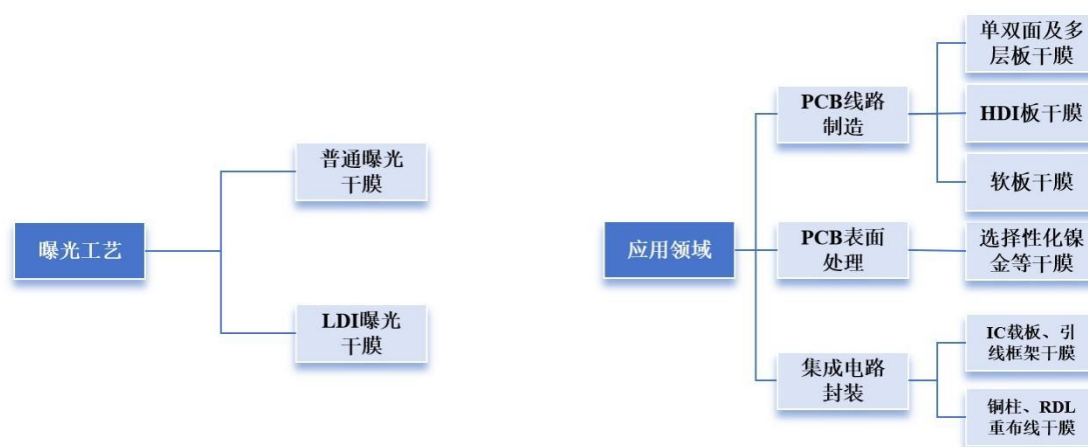 曝光工艺
普通曝光
干膜
LDI曝光
干膜
应用领域
PCB线路
制造
单双面及多
层板干膜
HDI板干膜
软板干膜
PCB表面
处理
选择性化镍
金等干膜
集成电路
封装
IC载板、引
线框架干膜
铜柱、RDL
重布线干膜